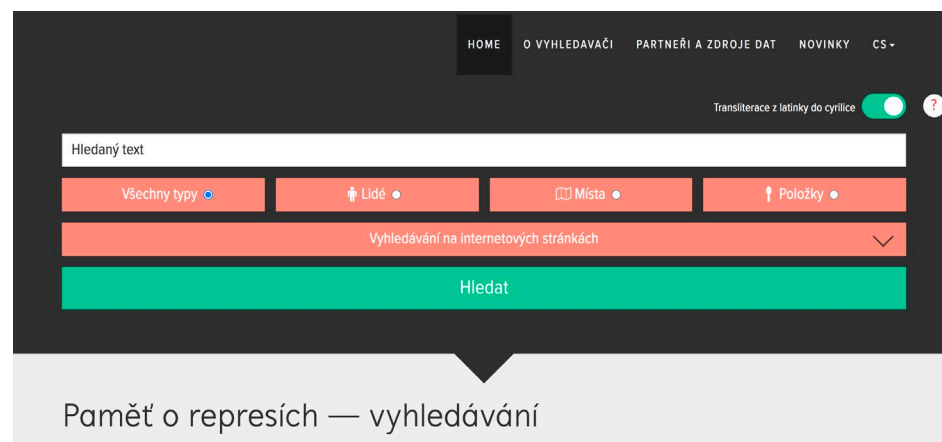 HOME O VYHLEDAVAČI PARTNEŘI A ZDROJE DAT NOVINKY CS
Transliterace z latinky do cyrilice ?
Hledaný text
Všechny typy Lidé Místa Položky
Vyhledávání na internetových stránkách
Hledat
Paměť o represích — vyhledávání